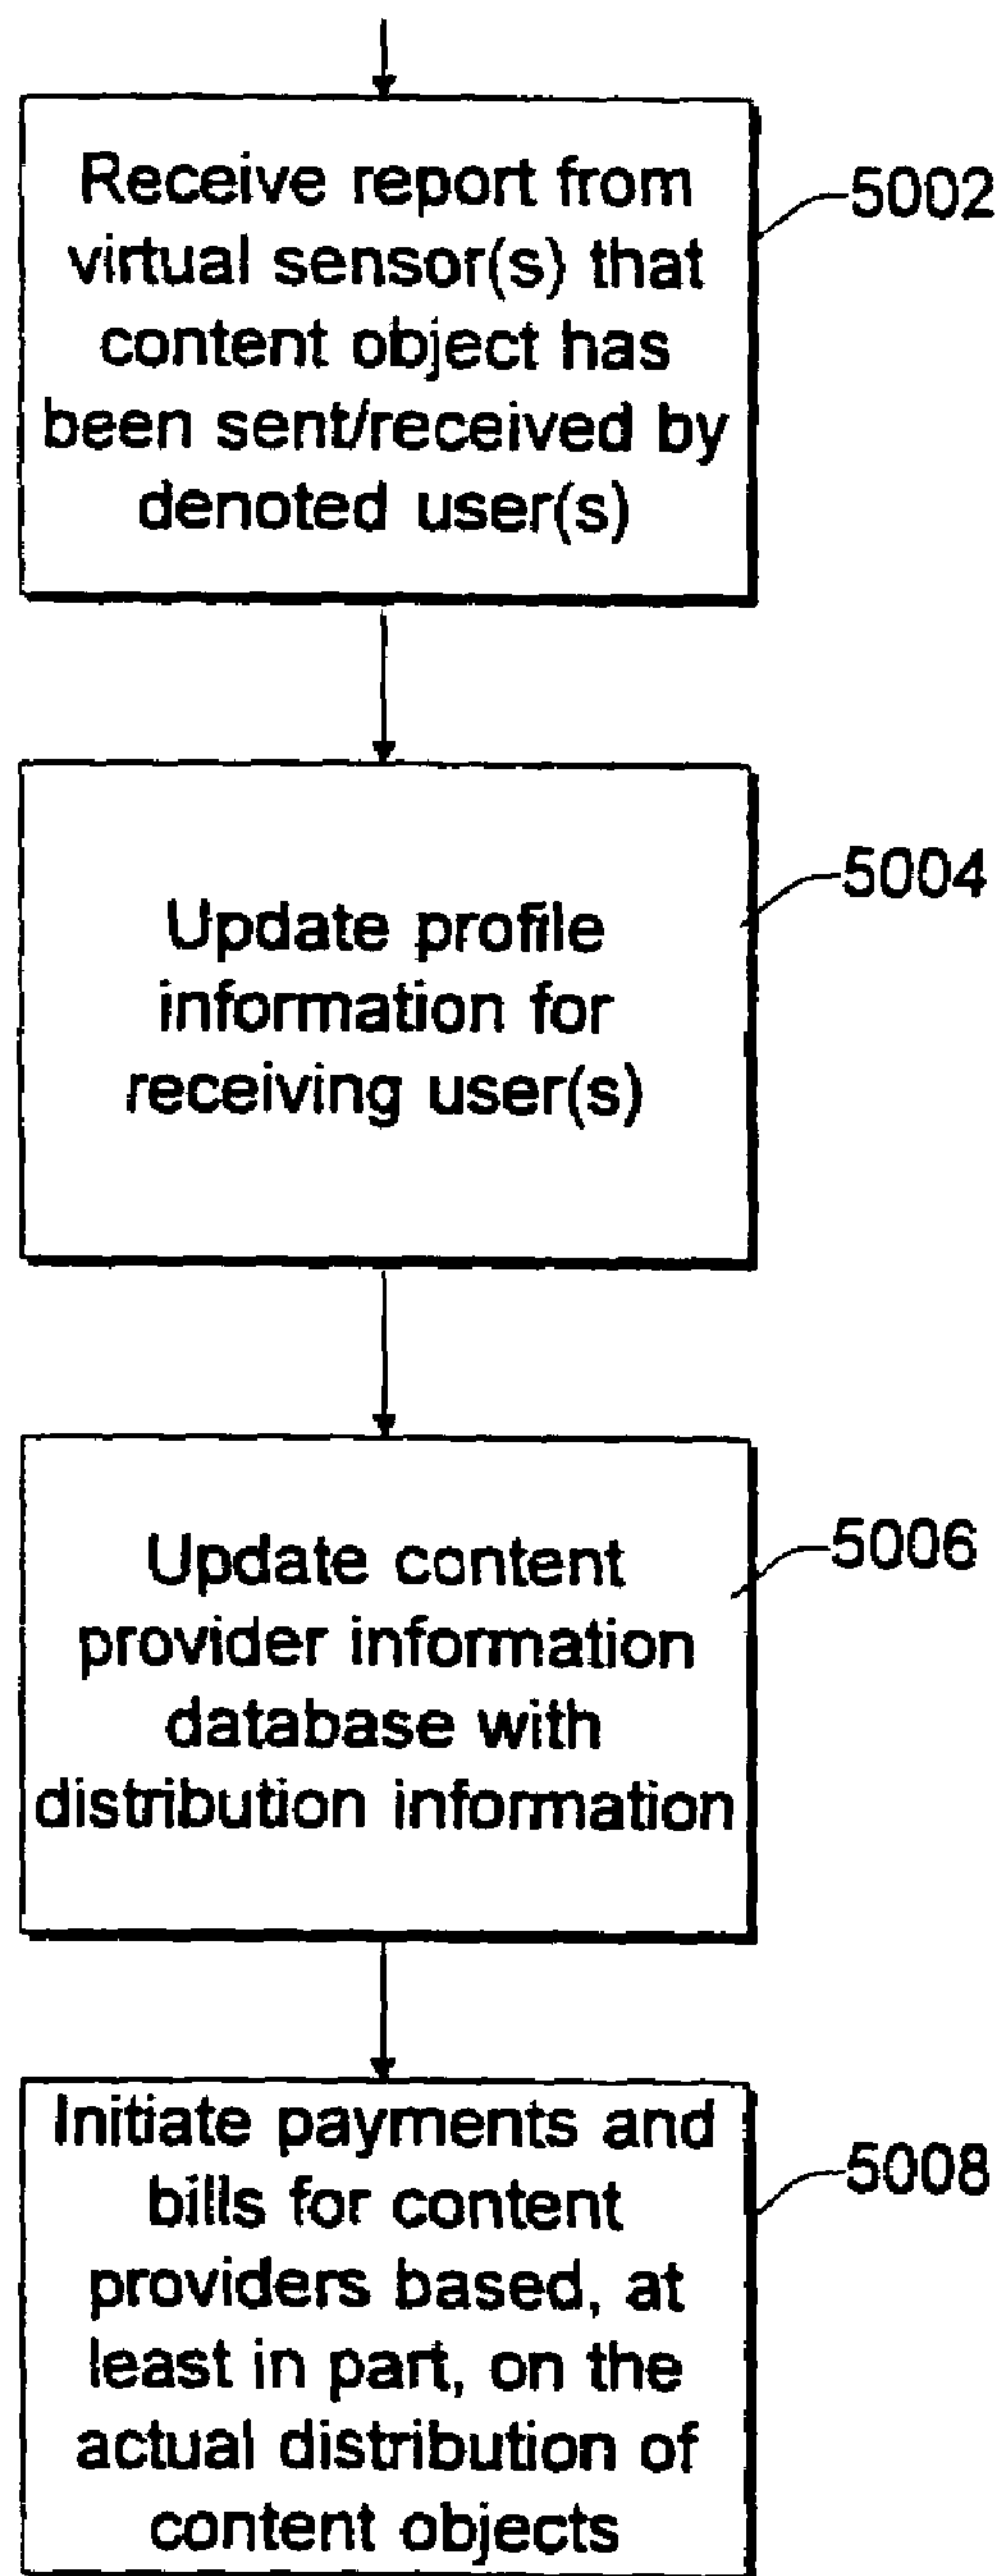 Receive report from
virtual sensor(s) that
content object has
been sent/received by
denoted user(s)
5002
Update profile
information for
receiving user(s)
5004
Update content
provider information
database with
distribution information
5006
Initiate payments and
bills for content
providers based, at
least in part, on the
actual distribution of
content objects
5008